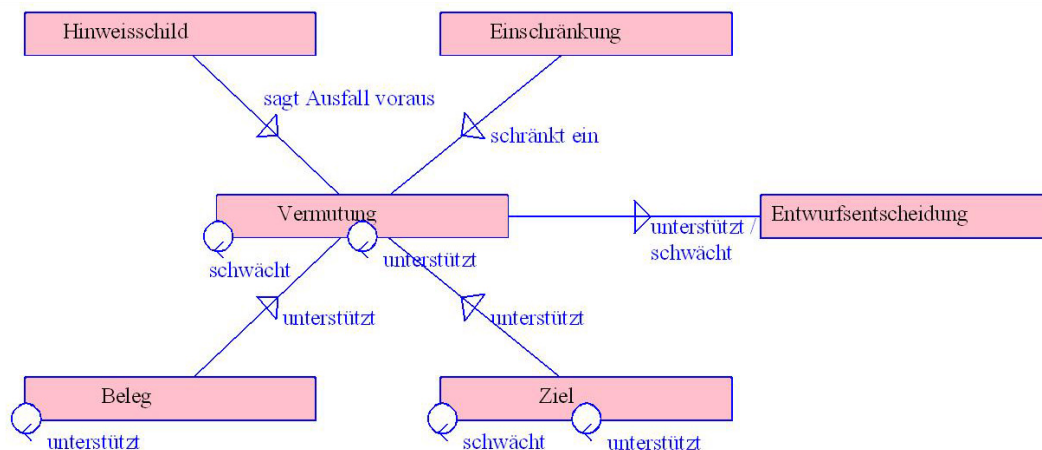 Hinweisschild
Einschränkung
sagt Ausfall voraus
schränkt ein
Vermutung
Entwurfsentscheidung
unterstützt /
schwächt
schwächt
unterstützt
unterstützt
unterstützt
Beleg
Ziel
unterstützt
schwächt
unterstützt